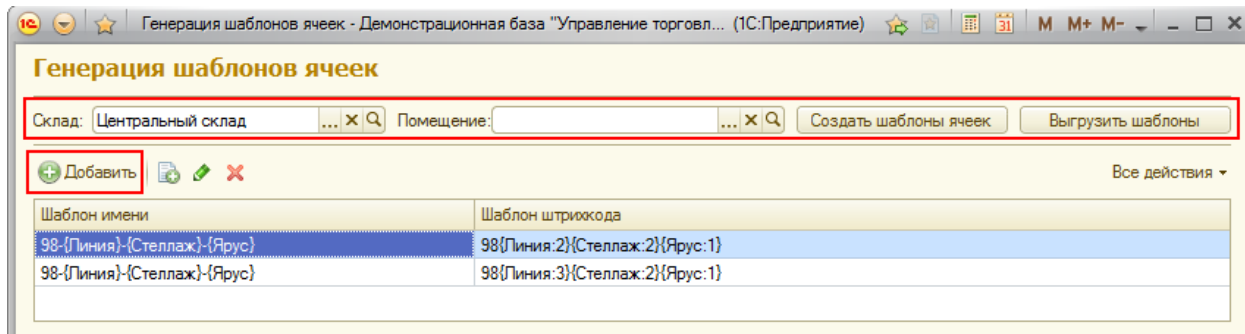 Генерация шаблонов ячеек - Демонстрационная база "Управление торговл... (1С:Предприятие) 31 M M+ M-
Генерация шаблонов ячеек
Склад: Центральный склад ... Помещение: ... Создать шаблоны ячеек Выгрузить шаблоны
Добавить Все действия
Шаблон имени Шаблон штрихкода
98-{Линия}-{Стеллаж}-{Ярус} 98{Линия:2}{Стеллаж:2}{Ярус:1}
98-{Линия}-{Стеллаж}-{Ярус} 98{Линия:3}{Стеллаж:2}{Ярус:1}